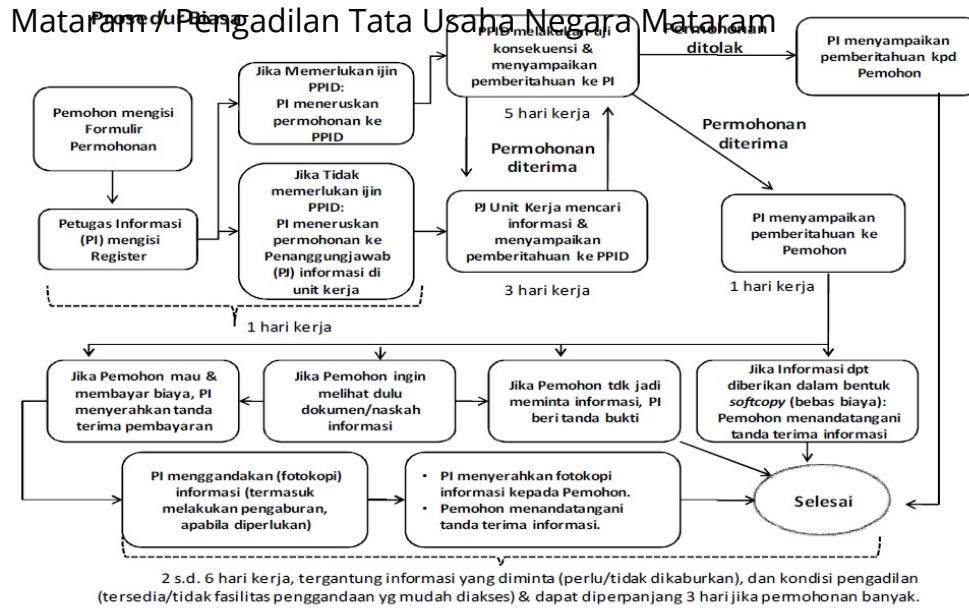 Prosedur Biasa
Mataram / Pengadilan Tata Usaha Negara Mataram
Pemohon mengisi
Formulir
Permohonan
Petugas Informasi
(PI) mengisi
Register
Jika Memerlukan ijin
PPID:
PI meneruskan
permohonan ke
PPID
Jika Tidak
memerlukan ijin
PPID:
PI meneruskan
permohonan ke
Penanggungjawab
(PJ) informasi di
unit kerja
1 hari kerja
PPID melakukan uji
konsekuensi &
menyampaikan
pemberitahuan ke PI
5 hari kerja
Permohonan
diterima
PJ Unit Kerja mencari
informasi &
menyampaikan
pemberitahuan ke PPID
3 hari kerja
Permohonan
ditolak
PI menyampaikan
pemberitahuan kpd
Pemohon
Permohonan
diterima
PI menyampaikan
pemberitahuan ke
Pemohon
1 hari kerja
Jika Pemohon mau &
membayar biaya, PI
menyerahkan tanda
terima pembayaran
Jika Pemohon ingin
melihat dulu
dokumen/naskah
informasi
Jika Pemohon tdk jadi
meminta informasi, PI
beri tanda bukti
Jika Informasi dpt
diberikan dalam bentuk
softcopy (bebas biaya):
Pemohon menandatangani
tanda terima informasi
PI menggandakan (fotokopi)
informasi (termasuk
melakukan pengaburan,
apabila diperlukan)
• PI menyerahkan fotokopi
informasi kepada Pemohon.
• Pemohon menandatangani
tanda terima informasi.
Selesai
2 s.d. 6 hari kerja, tergantung informasi yang diminta (perlu/tidak dikaburkan), dan kondisi pengadilan
(tersedia/tidak fasilitas penggandaan yg mudah diakses) & dapat diperpanjang 3 hari jika permohonan banyak.